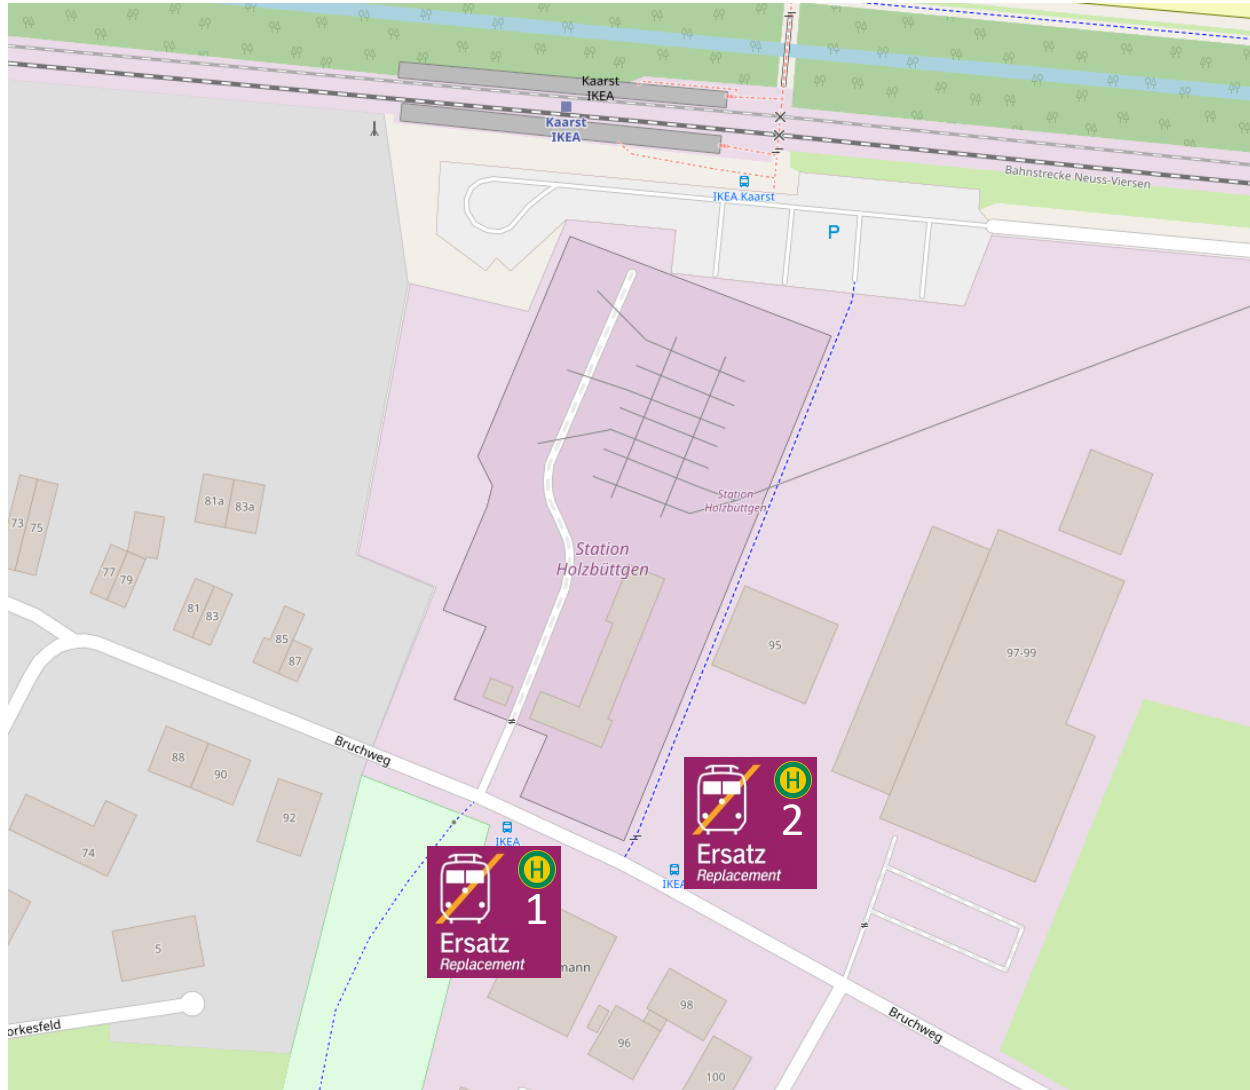 Kaarst
IKEA
Kaarst
IKEA
Bahnstrecke Neuss-Viersen
IKEA Kaarst
P
Station
Holzbüttgen
Station
Holzbüttgen
81a
83a
73
75
77
79
81
83
85
87
95
97-99
Bruchweg
88
90
92
74
5
IKEA
H
2
Ersatz
Replacement
IKEA
H
1
Ersatz
Replacement
mann
98
96
100
Bruchweg
orkesfeld